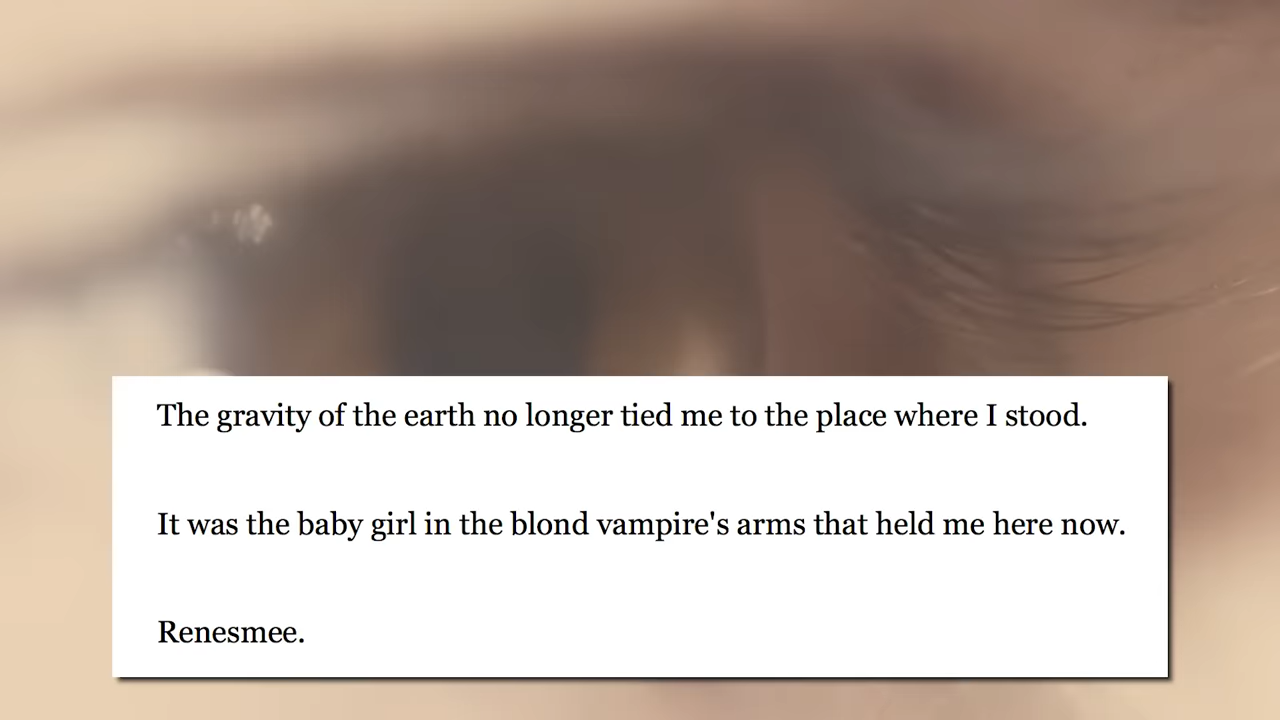 The gravity of the earth no longer tied me to the place where I stood.
It was the baby girl in the blond vampire's arms that held me here now.
Renesmee.